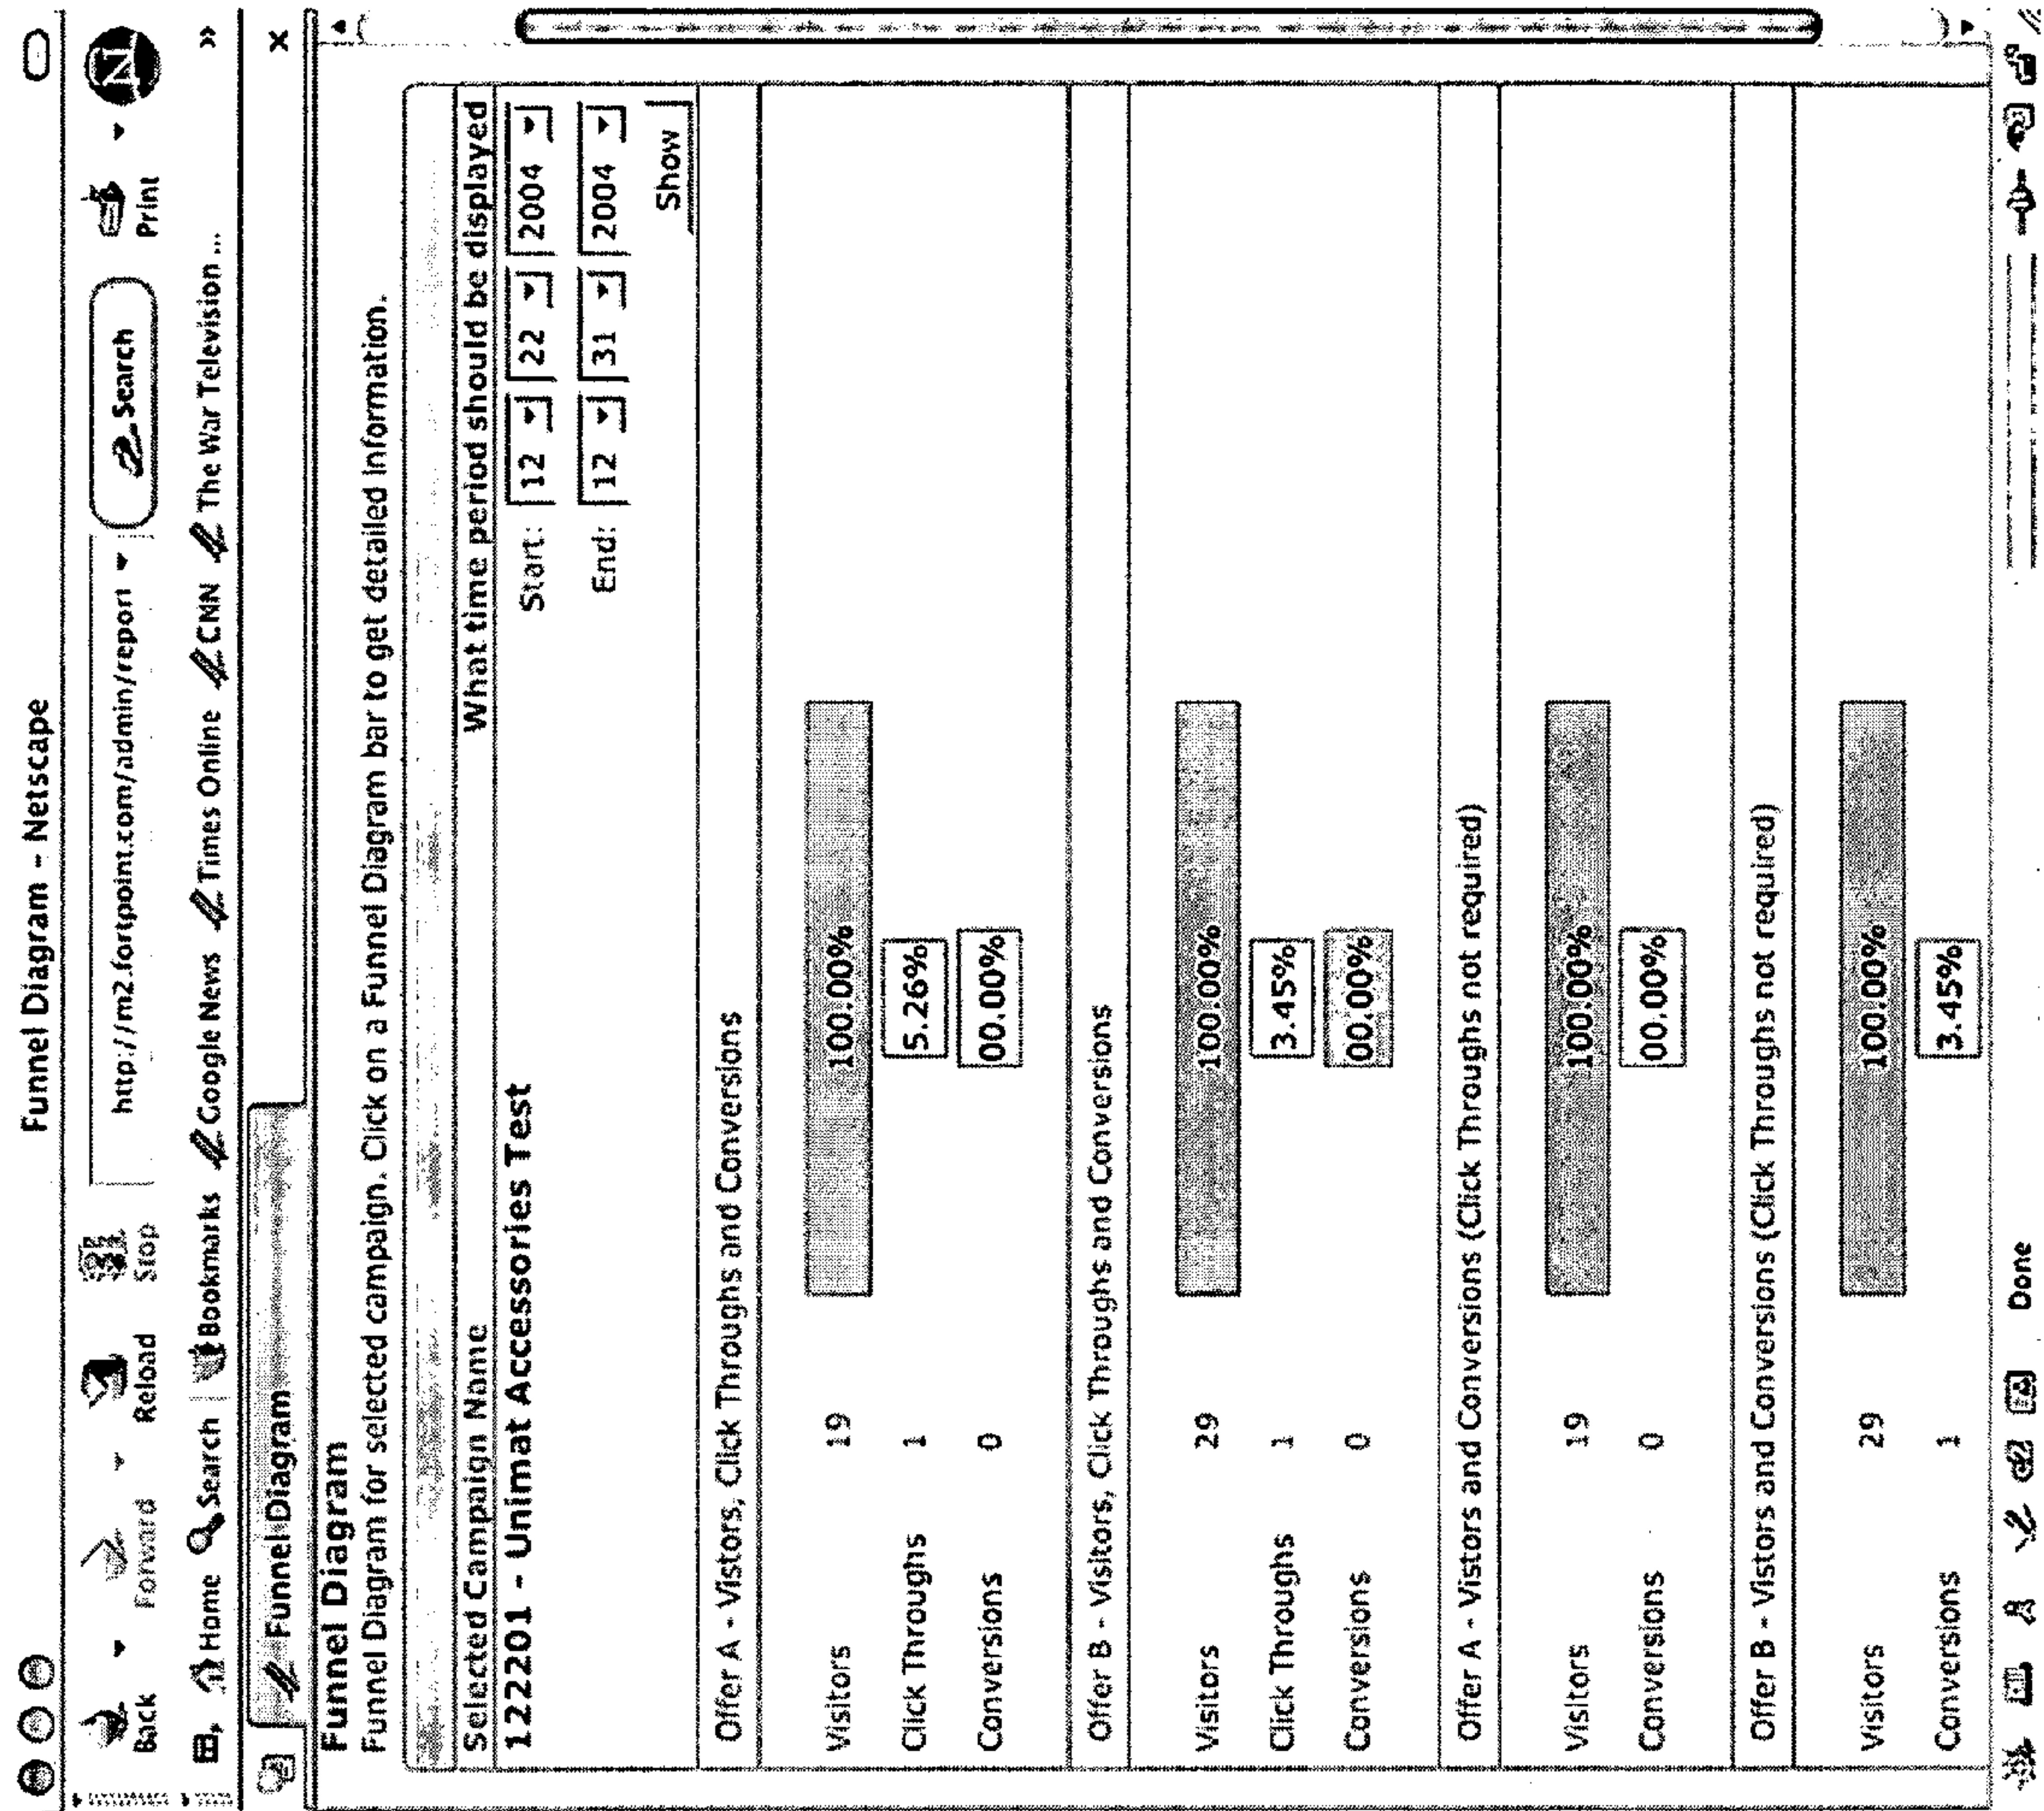 Funnel Diagram - Netscape
Back Forward Reload Stop http://m2.fortpoint.com/admin/report Search Print N
Home Search Bookmarks Google News Times Online CNN The War Television ... »
Funnel Diagram x
Funnel Diagram
Funnel Diagram for selected campaign. Click on a Funnel Diagram bar to get detailed information.
Selected Campaign Name What time period should be displayed
122201 - Unimat Accessories Test Start: 12 22 2004
End: 12 31 2004
Show
Offer A - Vistors, Click Throughs and Conversions
Visitors 19 100.00%
Click Throughs 1 5.26%
Conversions 0 00.00%
Offer B - Visitors, Click Throughs and Conversions
Visitors 29 100.00%
Click Throughs 1 3.45%
Conversions 0 00.00%
Offer A - Vistors and Conversions (Click Throughs not required)
Visitors 19 100.00%
Conversions 0 00.00%
Offer B - Vistors and Conversions (Click Throughs not required)
Visitors 29 100.00%
Conversions 1 3.45%
Done